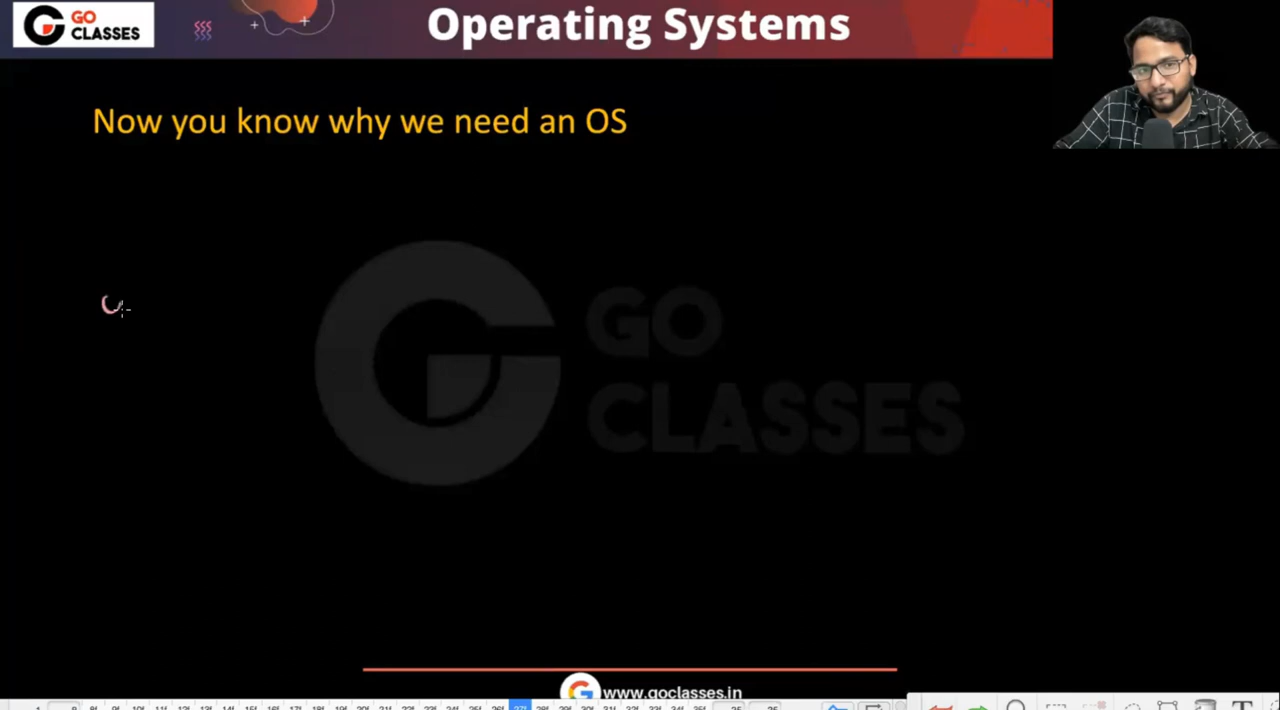 GO
CLASSES
Operating Systems
Now you know why we need an OS
GO
CLASSES
www.goclasses.in